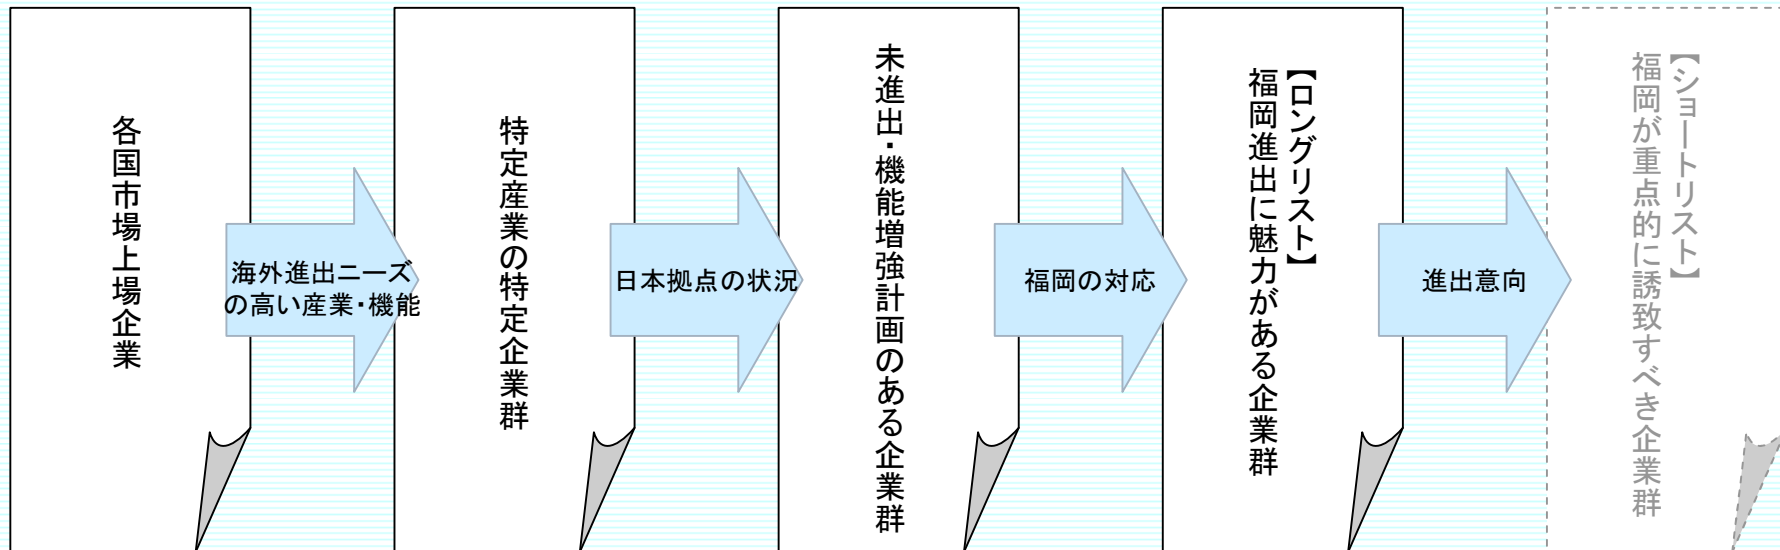 各国市場上場企業
海外進出ニーズ
の高い産業・機能
特定産業の特定企業群
日本拠点の状況
未進出・機能増強計画のある企業群
福岡の対応
【ロングリスト】
福岡進出に魅力がある企業群
進出意向
【ショートリスト】
福岡が重点的に誘致すべき企業群